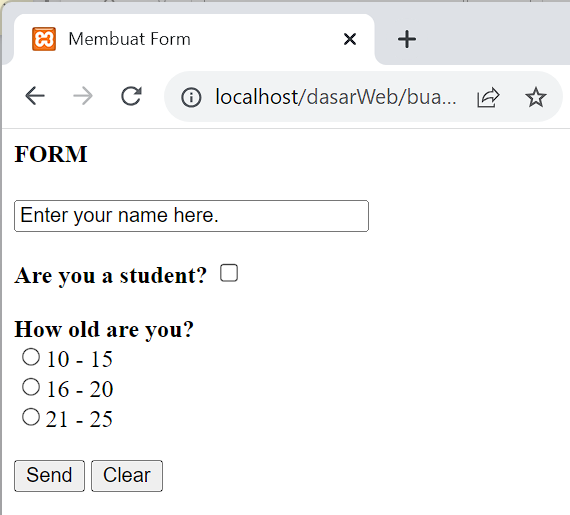 Membuat Form
localhost/dasarWeb/bua...
FORM
Enter your name here.
Are you a student?
How old are you?
10 - 15
16 - 20
21 - 25
Send Clear